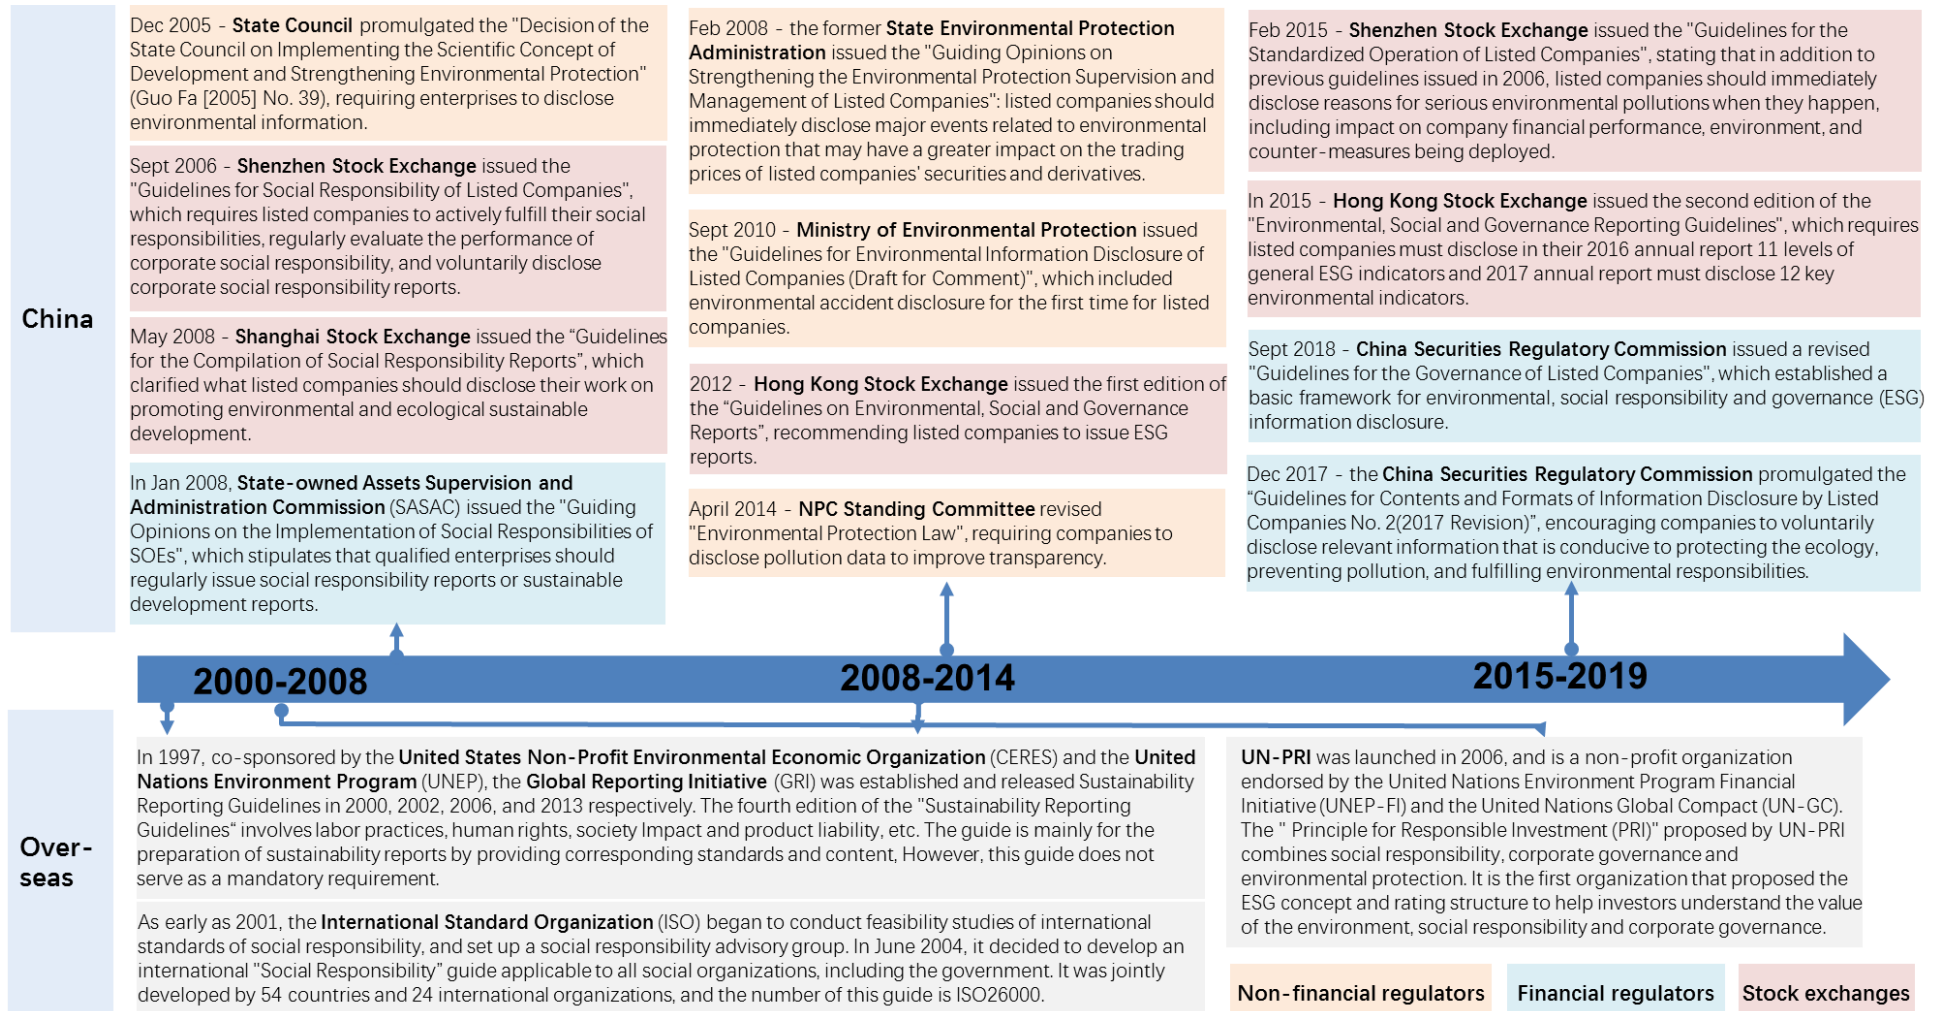 China
Dec 2005 - State Council promulgated the "Decision of the
State Council on Implementing the Scientific Concept of
Development and Strengthening Environmental Protection"
(Guo Fa [2005] No. 39), requiring enterprises to disclose
environmental information.
Sept 2006 - Shenzhen Stock Exchange issued the
"Guidelines for Social Responsibility of Listed Companies",
which requires listed companies to actively fulfill their social
responsibilities, regularly evaluate the performance of
corporate social responsibility, and voluntarily disclose
corporate social responsibility reports.
May 2008 - Shanghai Stock Exchange issued the “Guidelines
for the Compilation of Social Responsibility Reports”, which
clarified what listed companies should disclose their work on
promoting environmental and ecological sustainable
development.
In Jan 2008, State-owned Assets Supervision and
Administration Commission (SASAC) issued the "Guiding
Opinions on the Implementation of Social Responsibilities of
SOEs", which stipulates that qualified enterprises should
regularly issue social responsibility reports or sustainable
development reports.
Feb 2008 - the former State Environmental Protection
Administration issued the "Guiding Opinions on
Strengthening the Environmental Protection Supervision and
Management of Listed Companies": listed companies should
immediately disclose major events related to environmental
protection that may have a greater impact on the trading
prices of listed companies' securities and derivatives.
Sept 2010 - Ministry of Environmental Protection issued
the "Guidelines for Environmental Information Disclosure of
Listed Companies (Draft for Comment)", which included
environmental accident disclosure for the first time for listed
companies.
2012 - Hong Kong Stock Exchange issued the first edition of
the “Guidelines on Environmental, Social and Governance
Reports”, recommending listed companies to issue ESG
reports.
April 2014 - NPC Standing Committee revised
"Environmental Protection Law", requiring companies to
disclose pollution data to improve transparency.
Feb 2015 - Shenzhen Stock Exchange issued the "Guidelines for the
Standardized Operation of Listed Companies", stating that in addition to
previous guidelines issued in 2006, listed companies should immediately
disclose reasons for serious environmental pollutions when they happen,
including impact on company financial performance, environment, and
counter-measures being deployed.
In 2015 - Hong Kong Stock Exchange issued the second edition of the
"Environmental, Social and Governance Reporting Guidelines", which requires
listed companies must disclose in their 2016 annual report 11 levels of
general ESG indicators and 2017 annual report must disclose 12 key
environmental indicators.
Sept 2018 - China Securities Regulatory Commission issued a revised
"Guidelines for the Governance of Listed Companies", which established a
basic framework for environmental, social responsibility and governance (ESG)
information disclosure.
Dec 2017 - the China Securities Regulatory Commission promulgated the
“Guidelines for Contents and Formats of Information Disclosure by Listed
Companies No. 2(2017 Revision)”, encouraging companies to voluntarily
disclose relevant information that is conducive to protecting the ecology,
preventing pollution, and fulfilling environmental responsibilities.
2000-2008
2008-2014
2015-2019
Over-
seas
In 1997, co-sponsored by the United States Non-Profit Environmental Economic Organization (CERES) and the United
Nations Environment Program (UNEP), the Global Reporting Initiative (GRI) was established and released Sustainability
Reporting Guidelines in 2000, 2002, 2006, and 2013 respectively. The fourth edition of the "Sustainability Reporting
Guidelines“ involves labor practices, human rights, society Impact and product liability, etc. The guide is mainly for the
preparation of sustainability reports by providing corresponding standards and content, However, this guide does not
serve as a mandatory requirement.
As early as 2001, the International Standard Organization (ISO) began to conduct feasibility studies of international
standards of social responsibility, and set up a social responsibility advisory group. In June 2004, it decided to develop an
international "Social Responsibility” guide applicable to all social organizations, including the government. It was jointly
developed by 54 countries and 24 international organizations, and the number of this guide is ISO26000.
UN-PRI was launched in 2006, and is a non-profit organization
endorsed by the United Nations Environment Program Financial
Initiative (UNEP-FI) and the United Nations Global Compact (UN-GC).
The " Principle for Responsible Investment (PRI)" proposed by UN-PRI
combines social responsibility, corporate governance and
environmental protection. It is the first organization that proposed the
ESG concept and rating structure to help investors understand the value
of the environment, social responsibility and corporate governance.
Non-financial regulators
Financial regulators
Stock exchanges